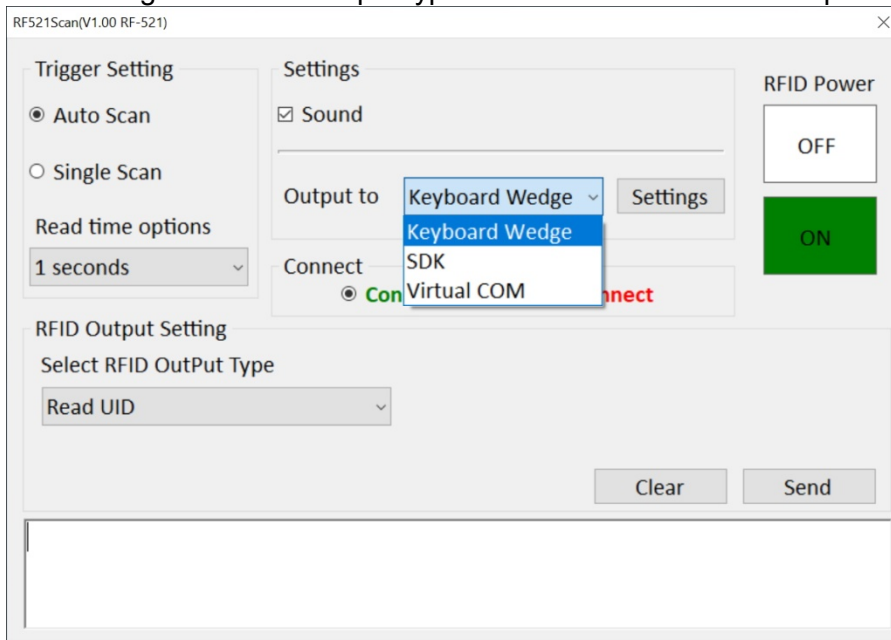 RF521Scan(V1.00 RF-521)
Trigger Setting
Auto Scan
Single Scan
Read time options
1 seconds
Settings
Sound
Output to
Keyboard Wedge
Settings
Keyboard Wedge
SDK
Virtual COM
Connect
RFID Power
OFF
ON
RFID Output Setting
Select RFID OutPut Type
Read UID
Clear
Send